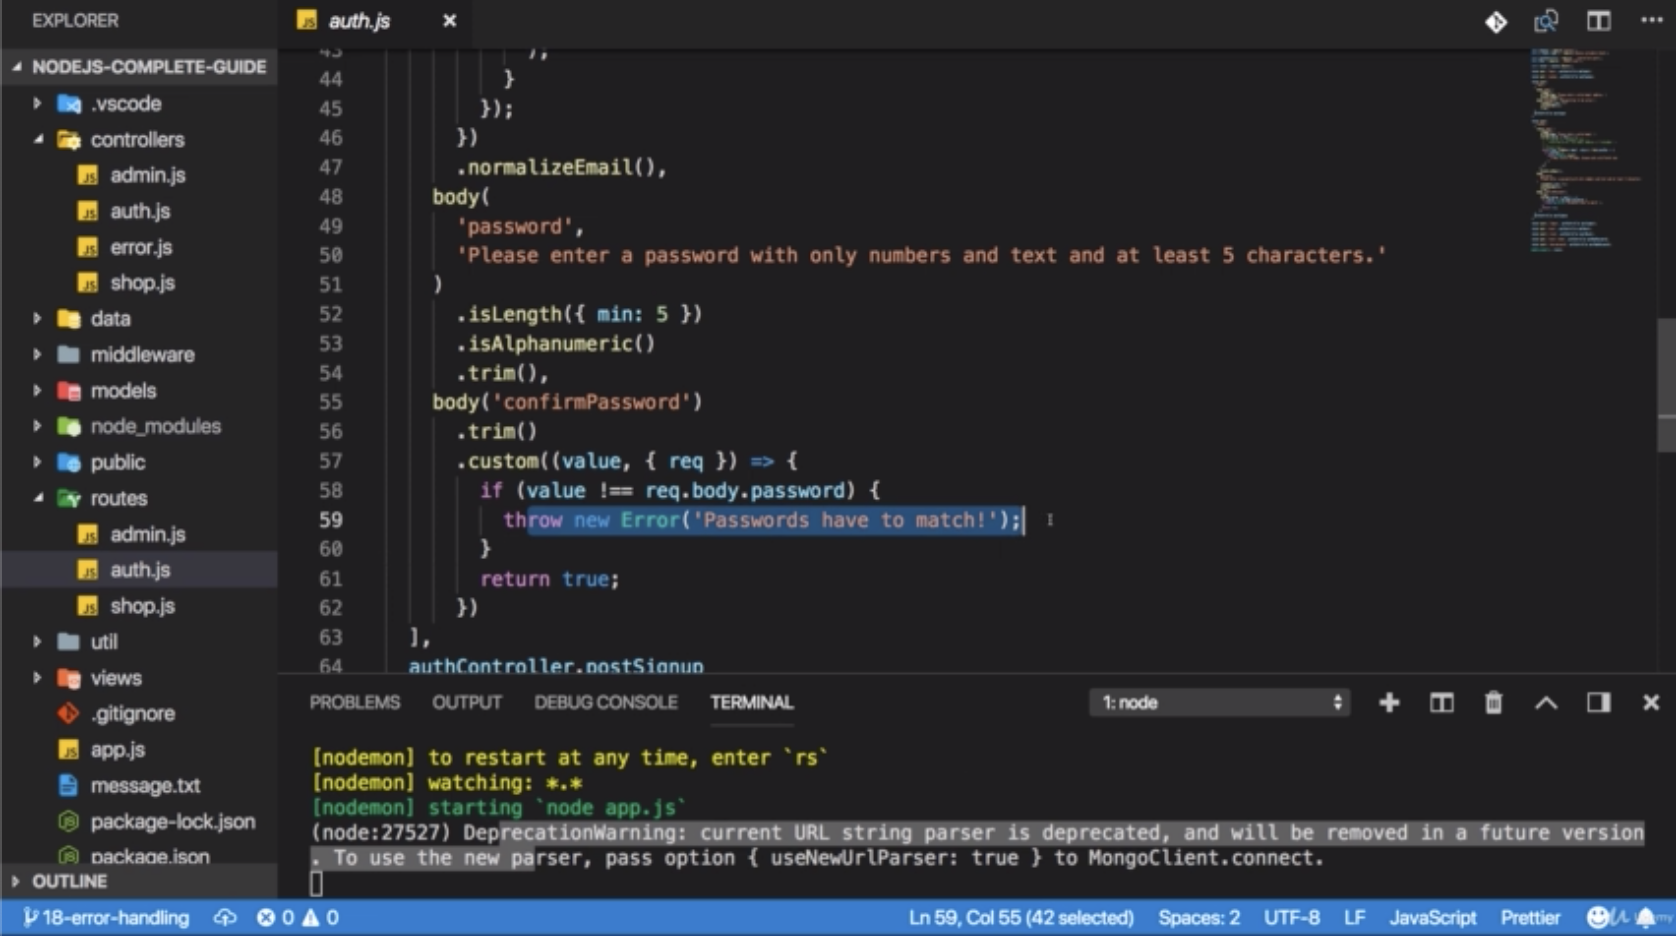 EXPLORER
auth.js
NODEJS-COMPLETE-GUIDE
.vscode
controllers
admin.js
auth.js
error.js
shop.js
data
middleware
models
node_modules
public
routes
admin.js
auth.js
shop.js
util
views
.gitignore
app.js
message.txt
package-lock.json
package.json
OUTLINE
43 );
44 }
45 });
46 })
47 .normalizeEmail(),
48 body(
49 'password',
50 'Please enter a password with only numbers and text and at least 5 characters.'
51 )
52 .isLength({ min: 5 })
53 .isAlphanumeric()
54 .trim(),
55 body('confirmPassword')
56 .trim()
57 .custom((value, { req }) => {
58 if (value !== req.body.password) {
59 throw new Error('Passwords have to match!');
60 }
61 return true;
62 })
63 ],
64 authController.postSignup
PROBLEMS OUTPUT DEBUG CONSOLE TERMINAL 1: node
[nodemon] to restart at any time, enter `rs`
[nodemon] watching: *.*
[nodemon] starting `node app.js`
(node:27527) DeprecationWarning: current URL string parser is deprecated, and will be removed in a future version
. To use the new parser, pass option { useNewUrlParser: true } to MongoClient.connect.
18-error-handling 0 0 Ln 59, Col 55 (42 selected) Spaces: 2 UTF-8 LF JavaScript Prettier